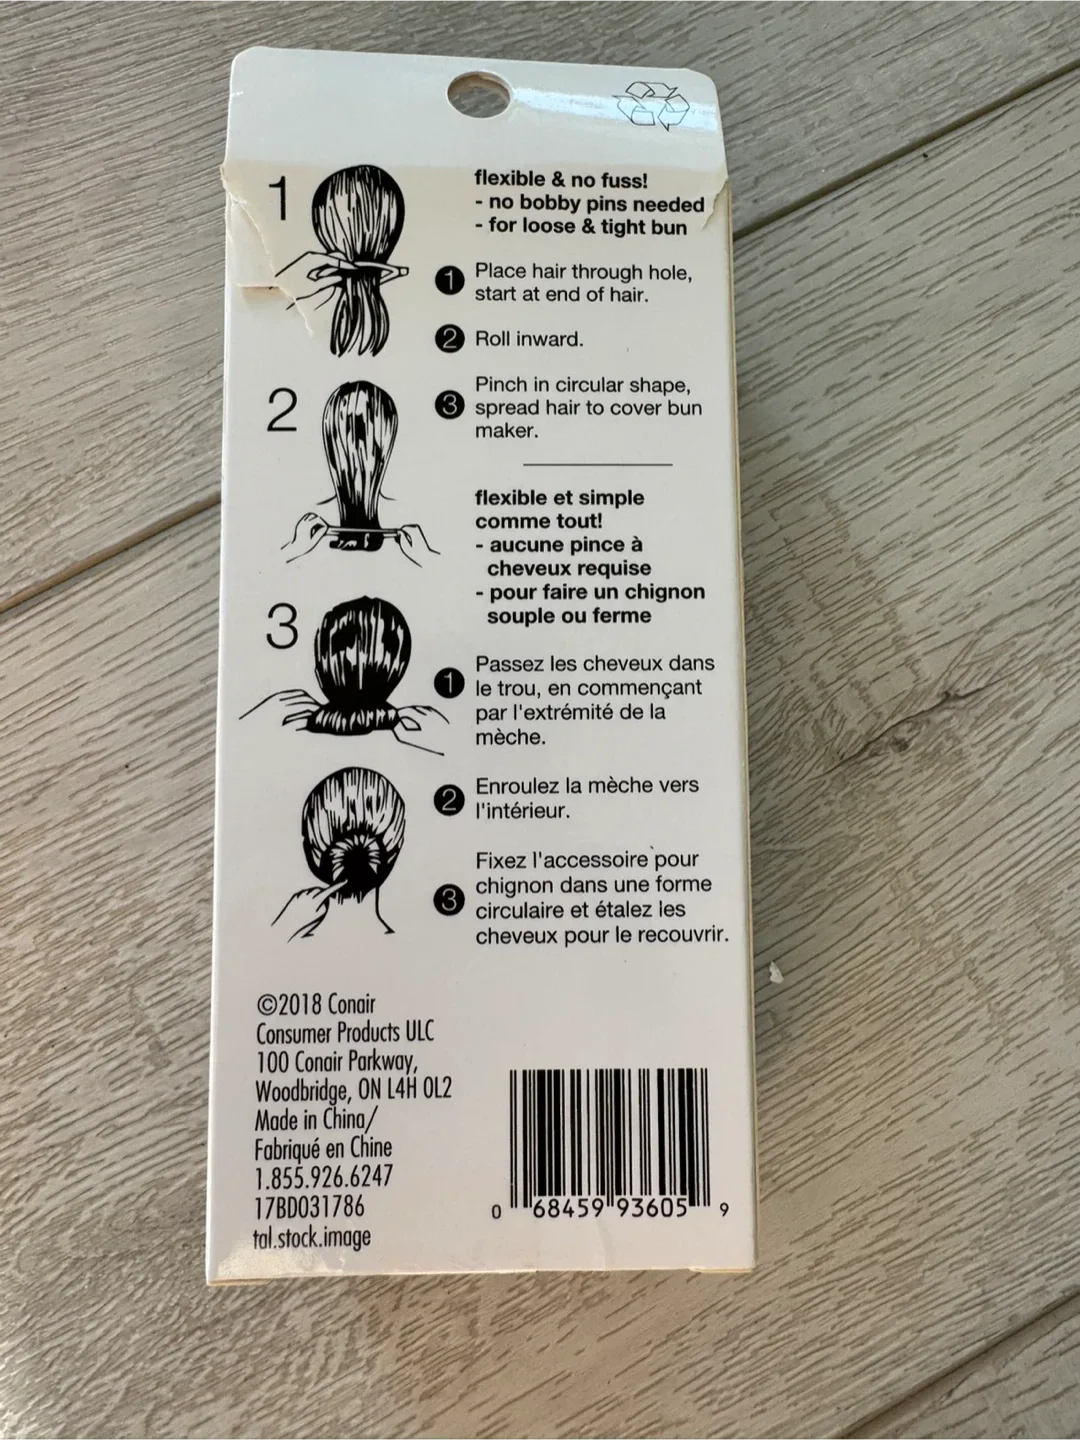 flexible & no fuss!
- no bobby pins needed
- for loose & tight bun
1
1 Place hair through hole,
start at end of hair.
2 Roll inward.
2
3 Pinch in circular shape,
spread hair to cover bun
maker.
flexible et simple
comme tout!
- aucune pince à
cheveux requise
- pour faire un chignon
souple ou ferme
3
1 Passez les cheveux dans
le trou, en commençant
par l'extrémité de la
mèche.
2 Enroulez la mèche vers
l'intérieur.
3 Fixez l'accessoire pour
chignon dans une forme
circulaire et étalez les
cheveux pour le recouvrir.
©2018 Conair
Consumer Products ULC
100 Conair Parkway,
Woodbridge, ON L4H 0L2
Made in China/
Fabriqué en Chine
1.855.926.6247
17BD031786
tal.stock.image
0 68459 93605 9